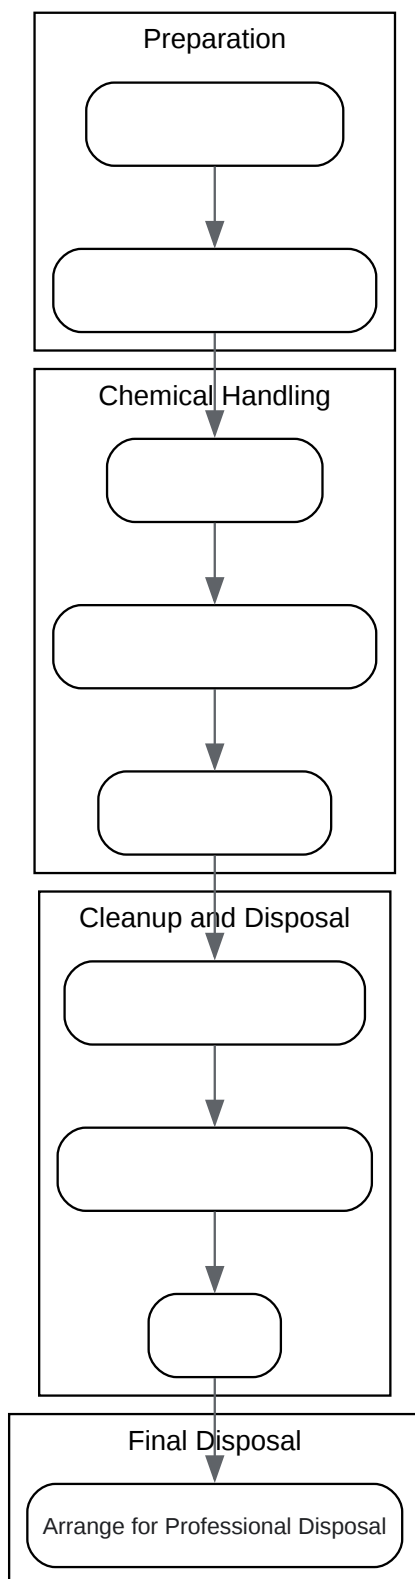 Preparation
Chemical Handling
Cleanup and Disposal
Final Disposal
Arrange for Professional Disposal